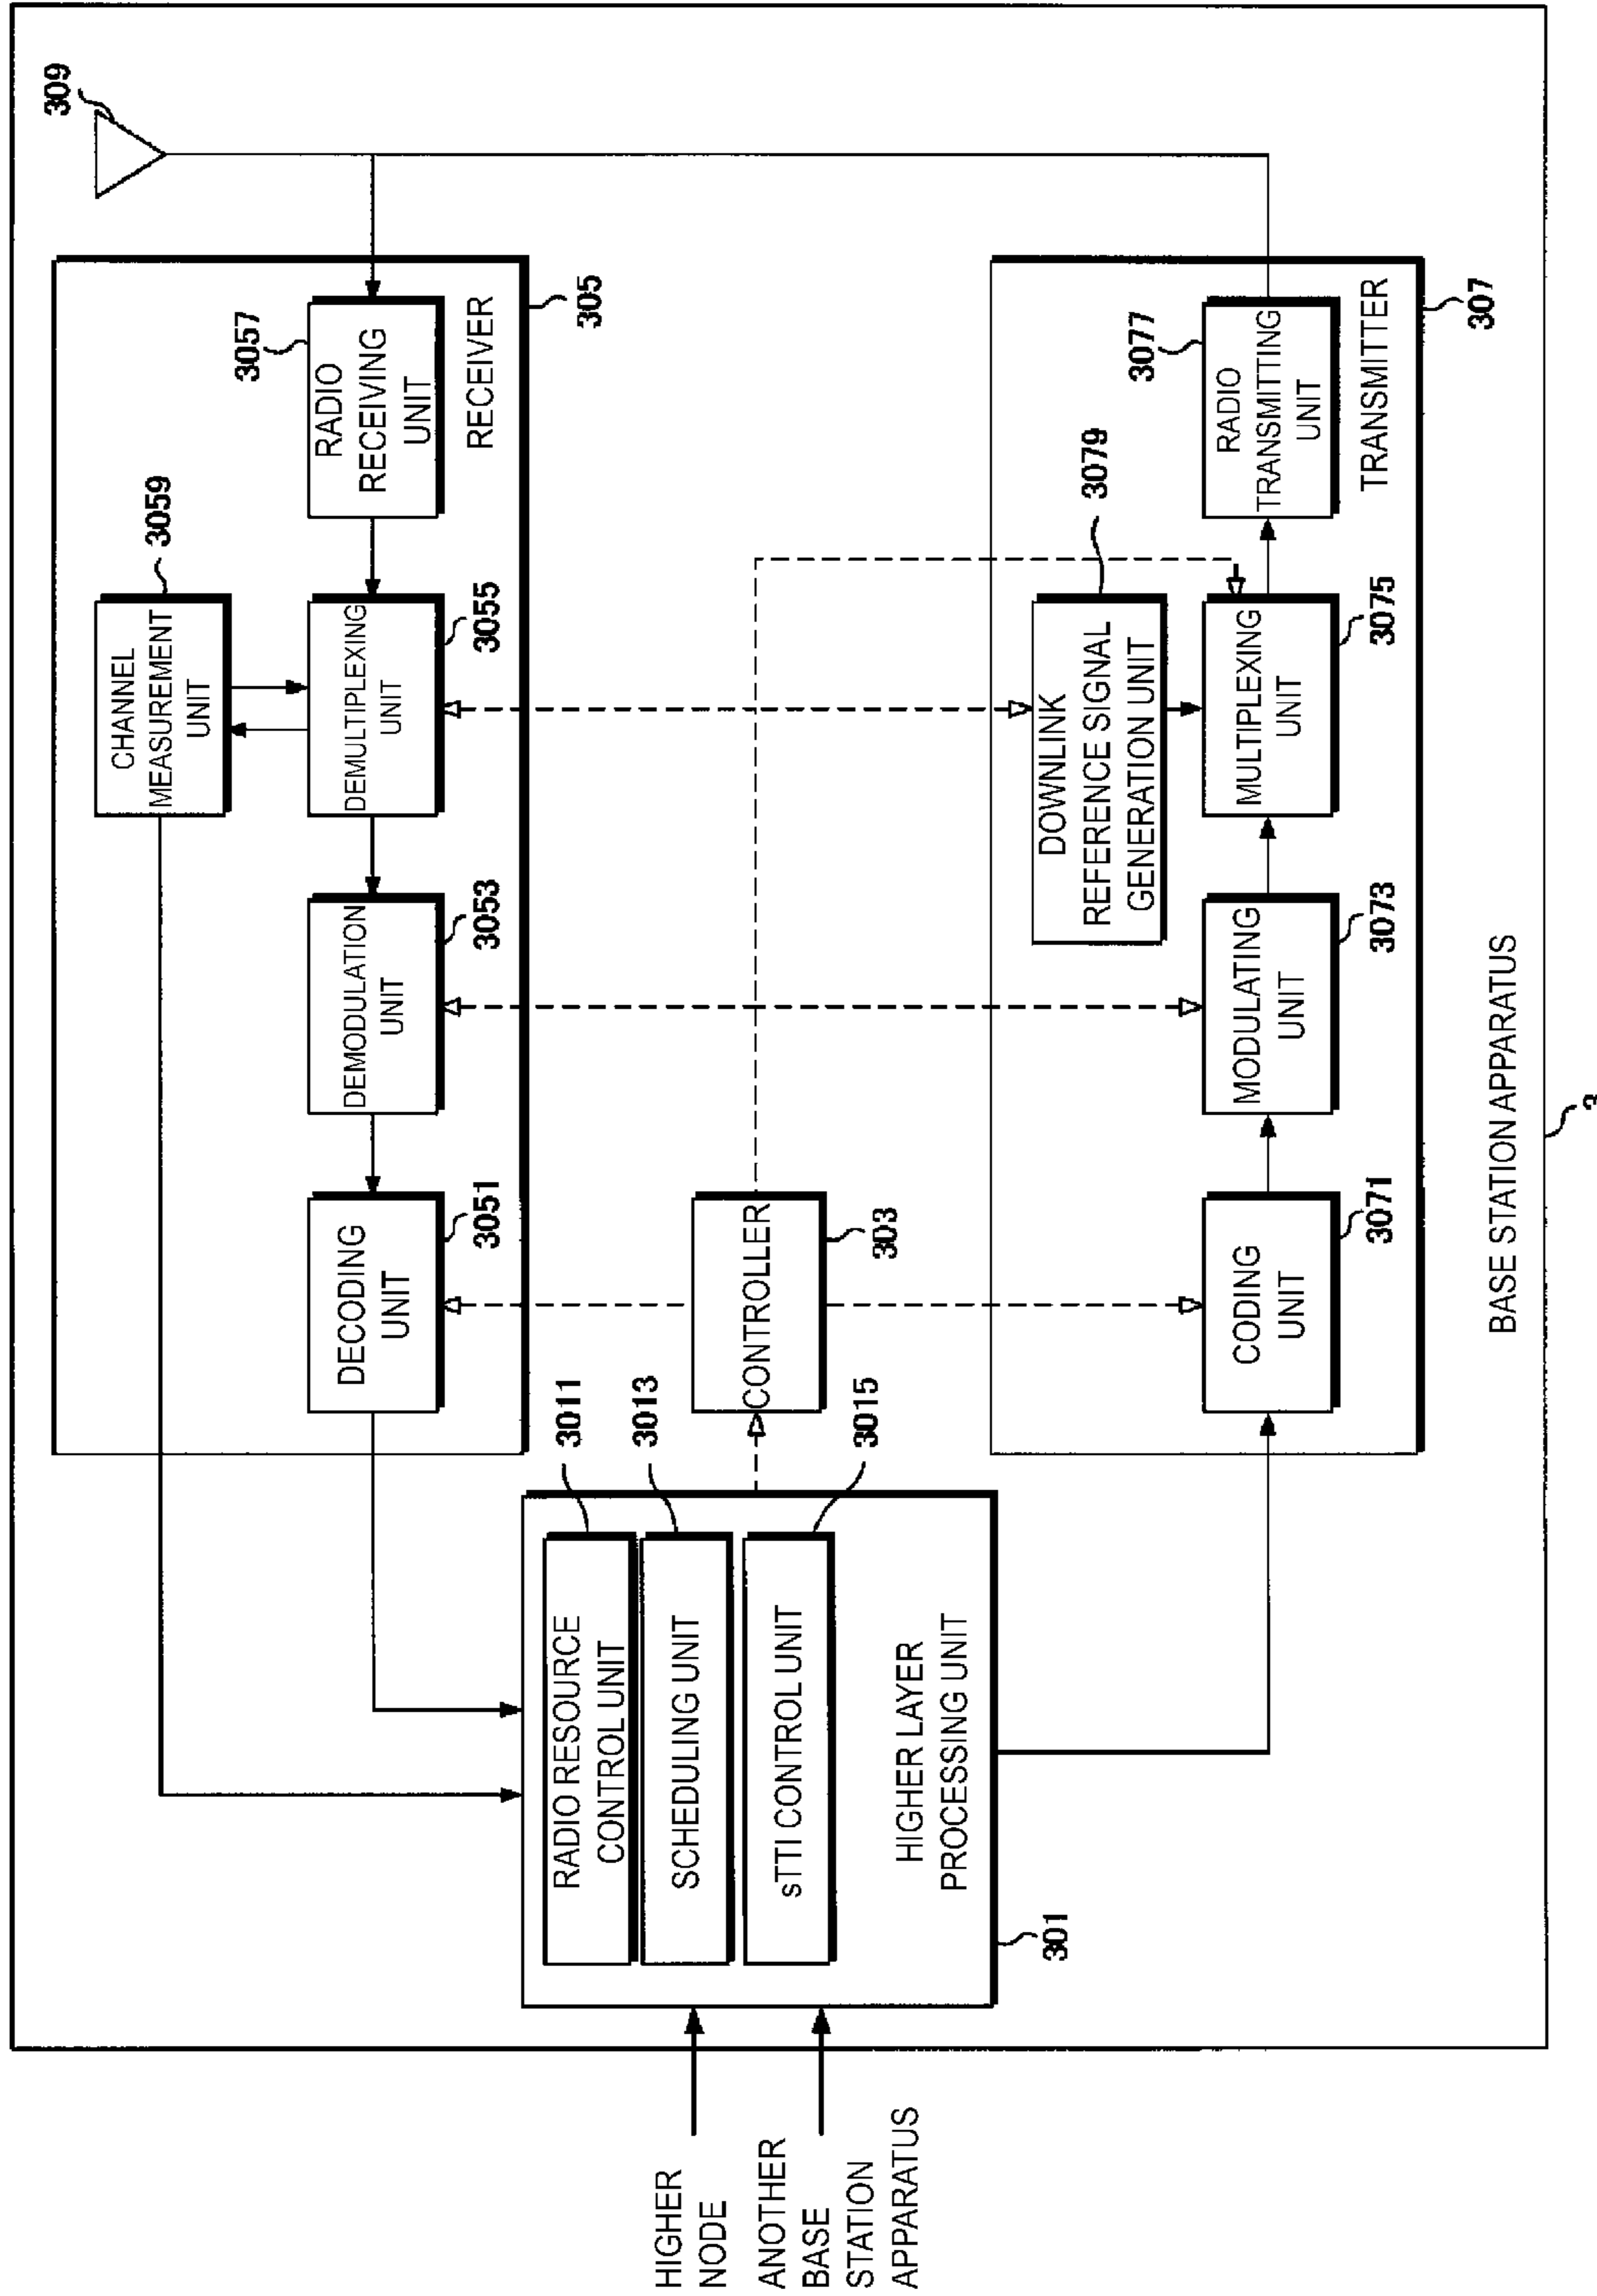 HIGHER
NODE
ANOTHER
BASE
STATION
APPARATUS
301
RADIO RESOURCE
CONTROL UNIT
3011
SCHEDULING UNIT
3013
sTTI CONTROL UNIT
3015
HIGHER LAYER
PROCESSING UNIT
CONTROLLER
303
DECODING
UNIT
3051
DEMODULATION
UNIT
3053
DEMULTIPLEXING
UNIT
3055
CHANNEL
MEASUREMENT
UNIT
3059
RADIO
RECEIVING
UNIT
3057
RECEIVER
305
309
CODING
UNIT
3071
MODULATING
UNIT
3073
DOWNLINK
REFERENCE SIGNAL
GENERATION UNIT
3079
MULTIPLEXING
UNIT
3075
RADIO
TRANSMITTING
UNIT
3077
TRANSMITTER
307
BASE STATION APPARATUS